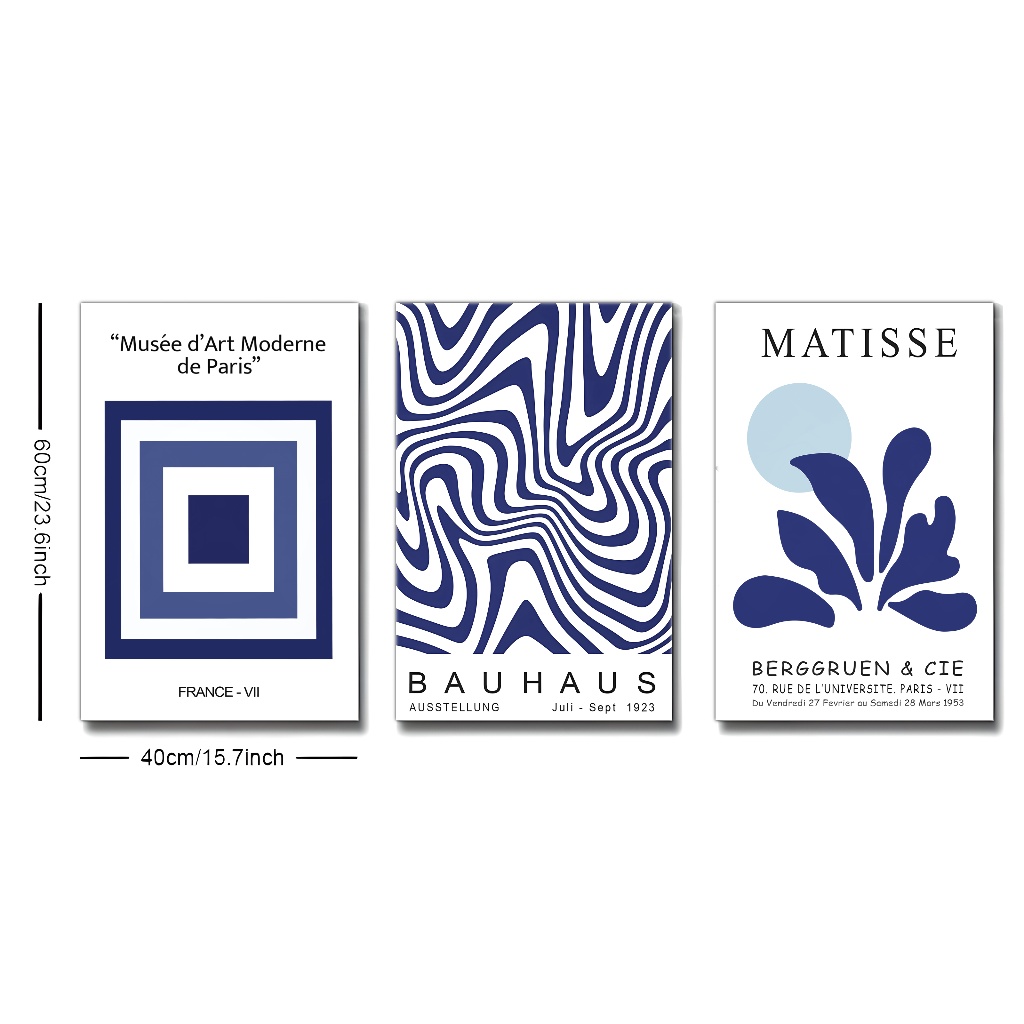 60cm/23.6inch
“Musée d’Art Moderne
de Paris”
FRANCE - VII
40cm/15.7inch
BAUHAUS
AUSSTELLUNG Juli - Sept 1923
MATISSE
BERGGRUEN & CIE
70. RUE DE L'UNIVERSITE. PARIS - VII
Du Vendredi 27 Fevrier au Samedi 28 Mars 1953